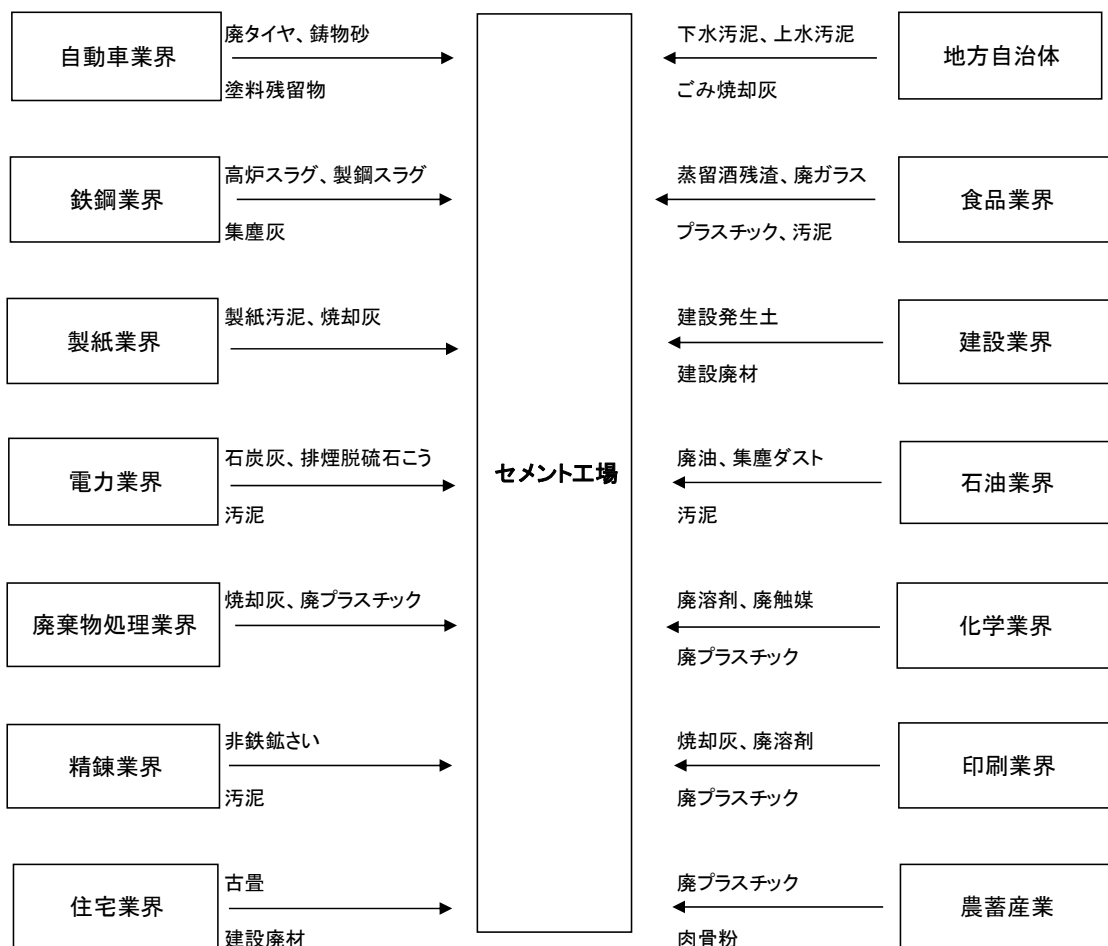 自動車業界
廃タイヤ、鋳物砂
塗料残留物
下水汚泥、上水汚泥
ごみ焼却灰
地方自治体
鉄鋼業界
高炉スラグ、製鋼スラグ
集塵灰
蒸留酒残渣、廃ガラス
プラスチック、汚泥
食品業界
製紙業界
製紙汚泥、焼却灰
建設発生土
建設廃材
建設業界
電力業界
石炭灰、排煙脱硫石こう
汚泥
セメント工場
廃油、集塵ダスト
汚泥
石油業界
廃棄物処理業界
焼却灰、廃プラスチック
廃溶剤、廃触媒
廃プラスチック
化学業界
精錬業界
非鉄鉱さい
汚泥
焼却灰、廃溶剤
廃プラスチック
印刷業界
住宅業界
古畳
建設廃材
廃プラスチック
肉骨粉
農蓄産業